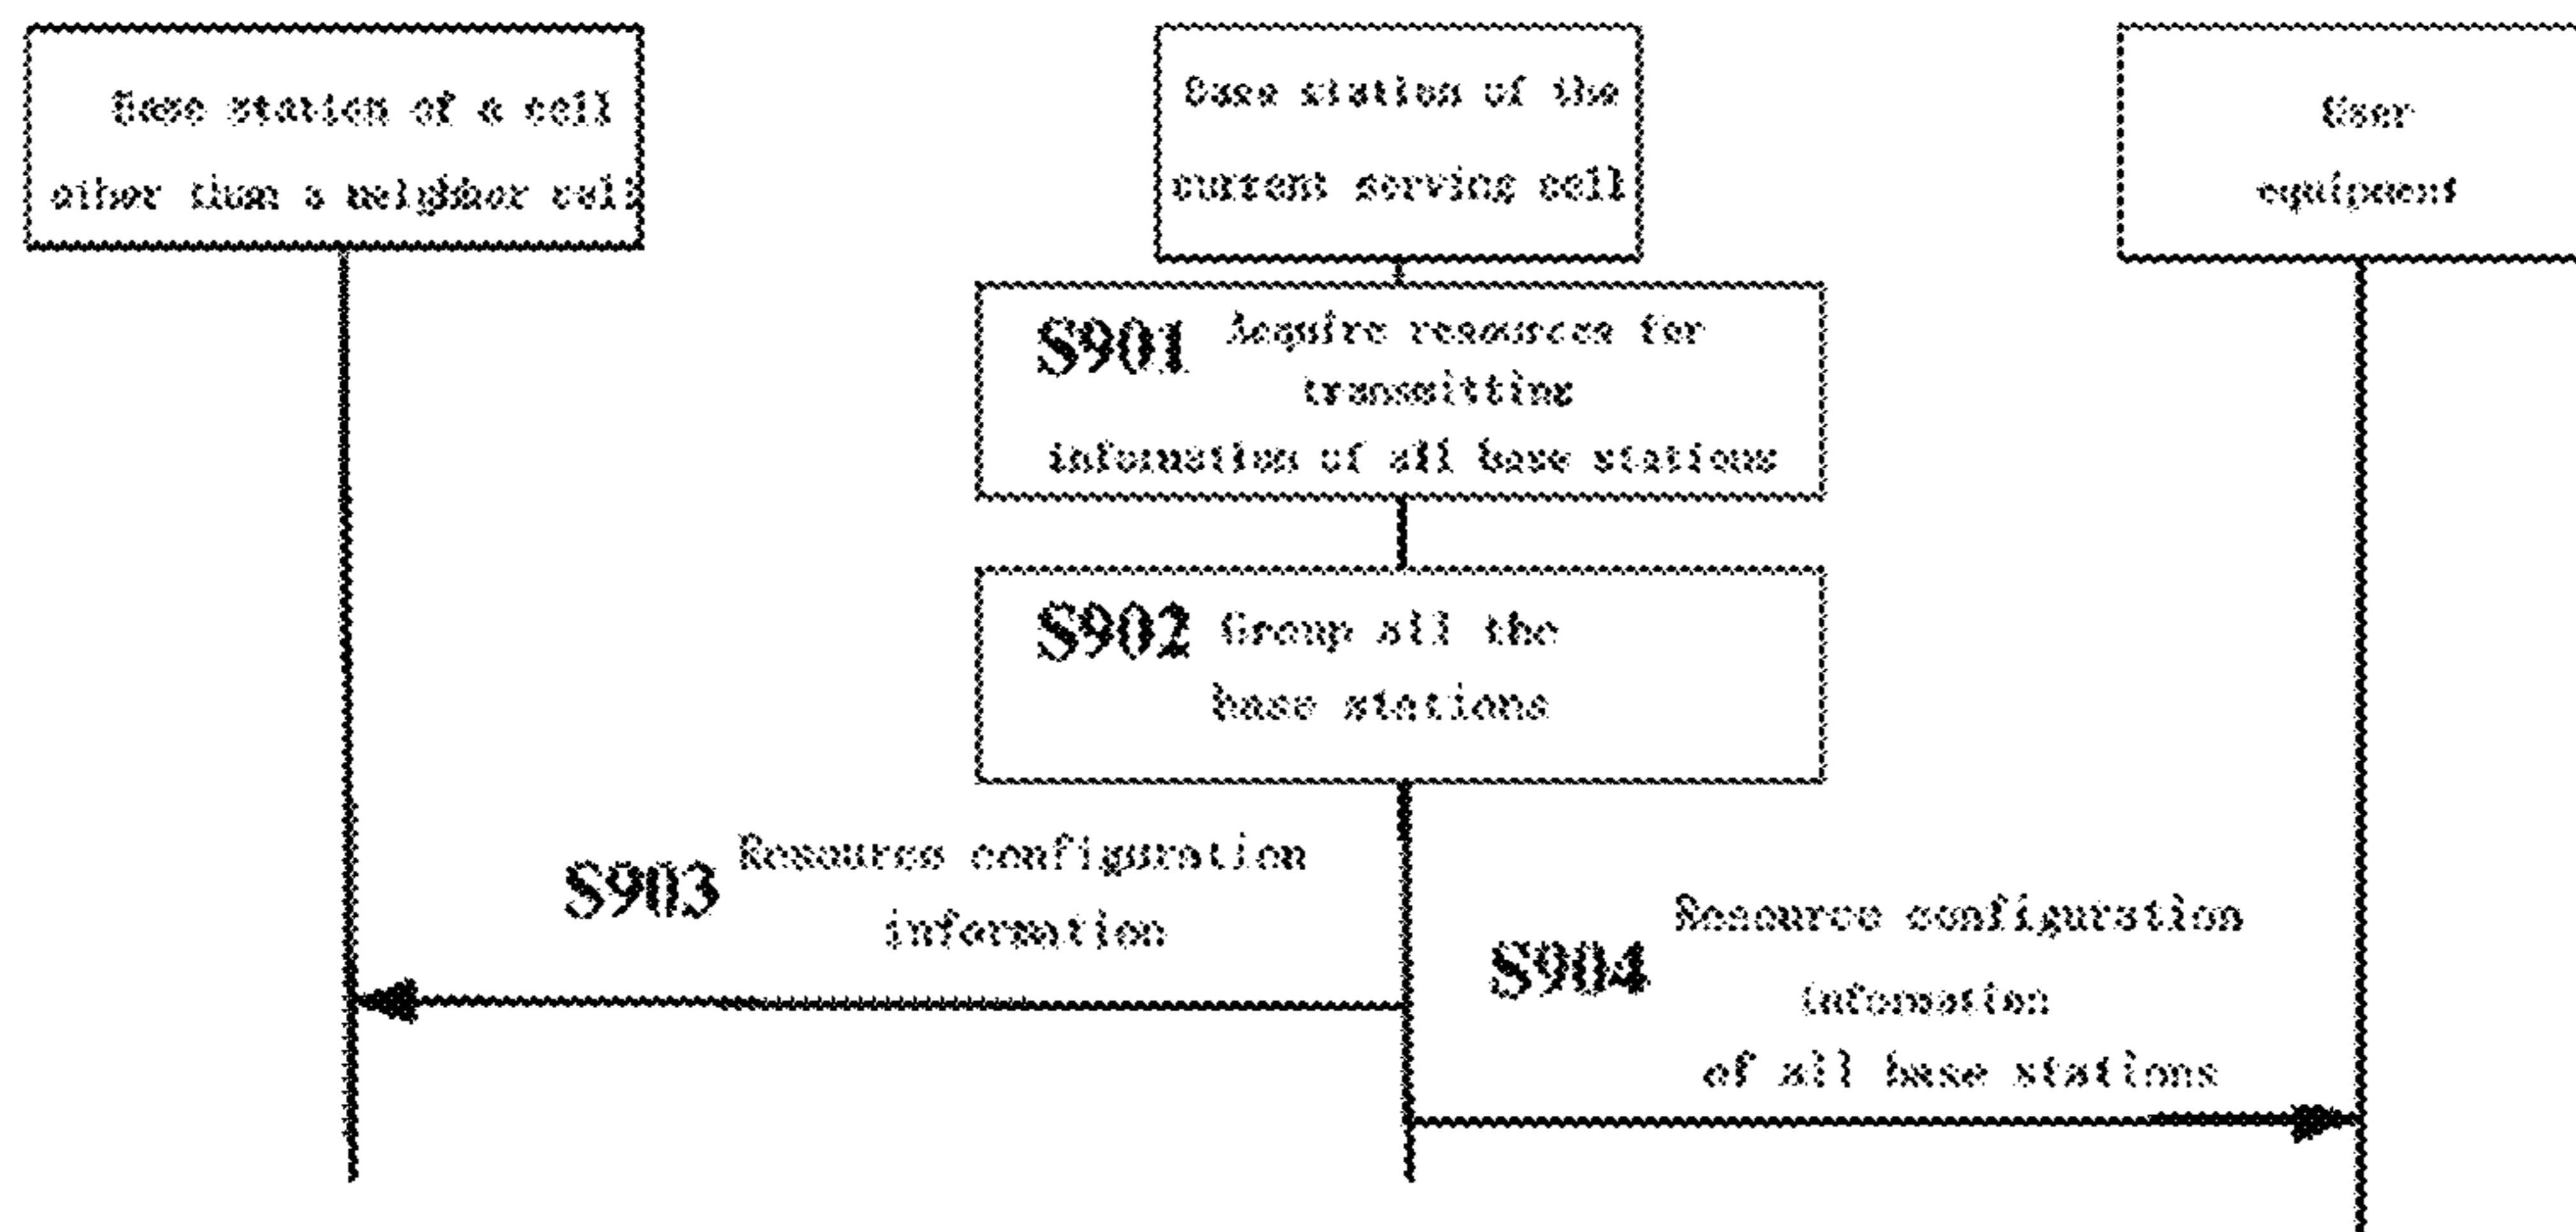 Base station of a cell
other than a neighbor cell
Base station of the
current serving cell
User
equipment
S901 Acquire resources for
transmitting
information of all base stations
S902 Group all the
base stations
S903 Resource configuration
information
S904 Resource configuration
information
of all base stations